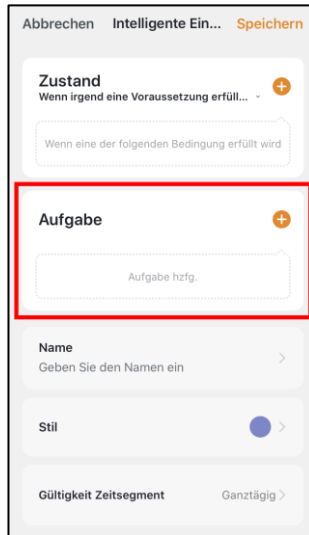 Abbrechen Intelligente Ein... Speichern
Zustand
Wenn irgend eine Voraussetzung erfüll...
Wenn eine der folgenden Bedingung erfüllt wird
Aufgabe
Aufgabe hzfg.
Name
Geben Sie den Namen ein
Stil
Gültigkeit Zeitsegment Ganztägig